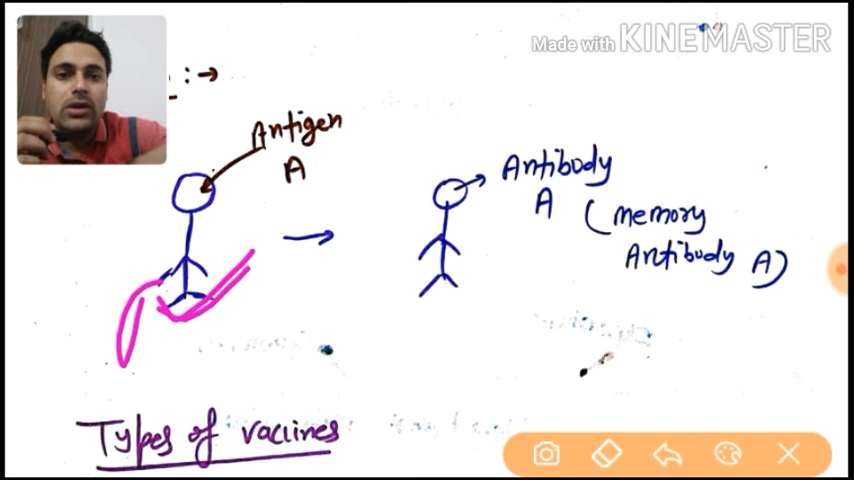 Made with KINEMASTER
: →
Antigen
A
Antibody
A (memory
Antibody A)
Types of vaccines